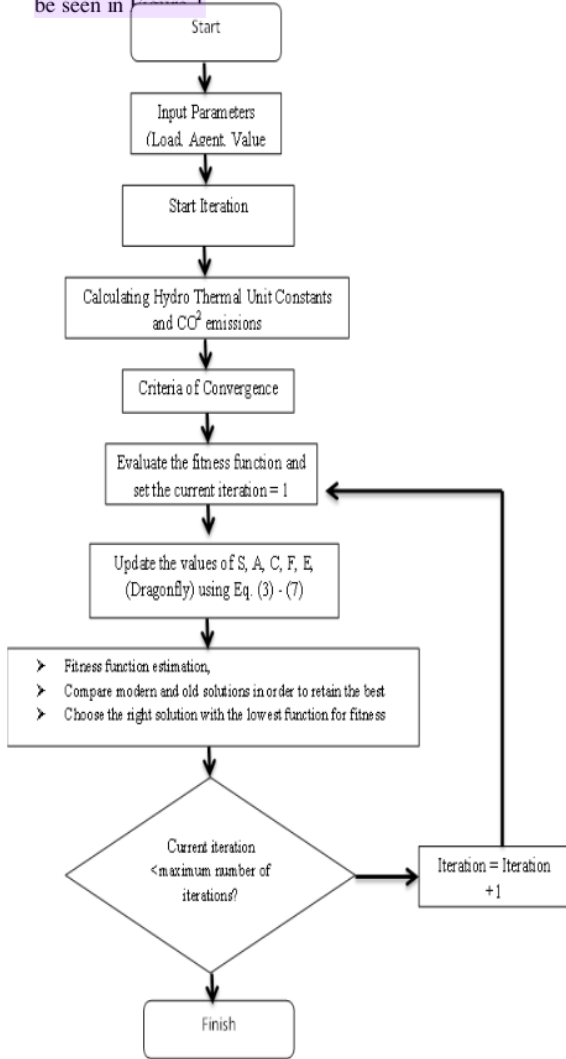 be seen in
Start
Input Parameters
(Load, Agent, Value
Start Iteration
Calculating Hydro Thermal Unit Constants
and CO² emissions
Criteria of Convergence
Evaluate the fitness function and
set the current iteration = 1
Update the values of S, A, C, F, E,
(Dragonfly) using Eq. (3) - (7)
➢ Fitness function estimation,
➢ Compare modern and old solutions in order to retain the best
➢ Choose the right solution with the lowest function for fitness
Current iteration
<maximum number of
iterations?
Iteration = Iteration
+1
Finish